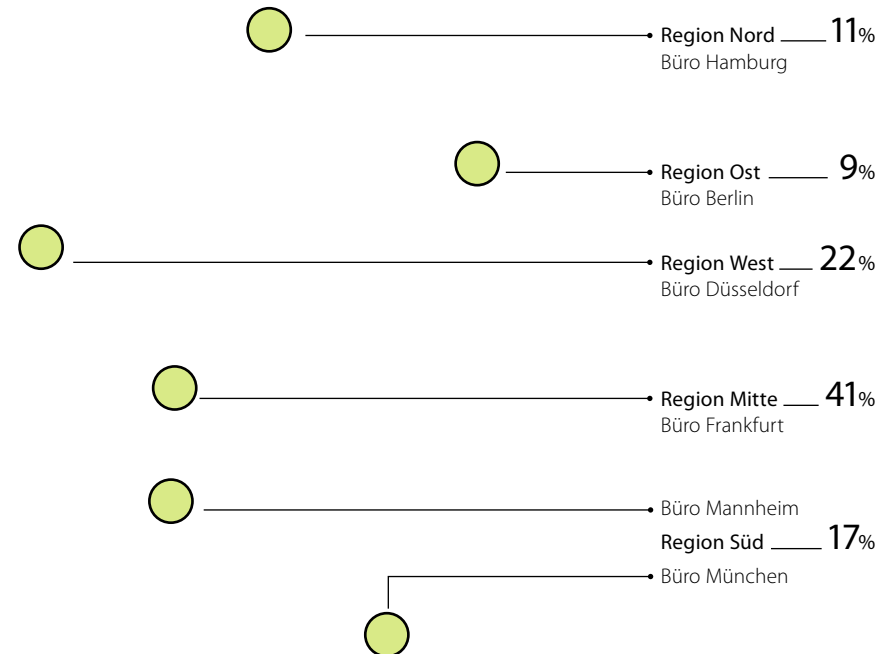 Region Nord 11%
Büro Hamburg
Region Ost 9%
Büro Berlin
Region West 22%
Büro Düsseldorf
Region Mitte 41%
Büro Frankfurt
Büro Mannheim
Region Süd 17%
Büro München